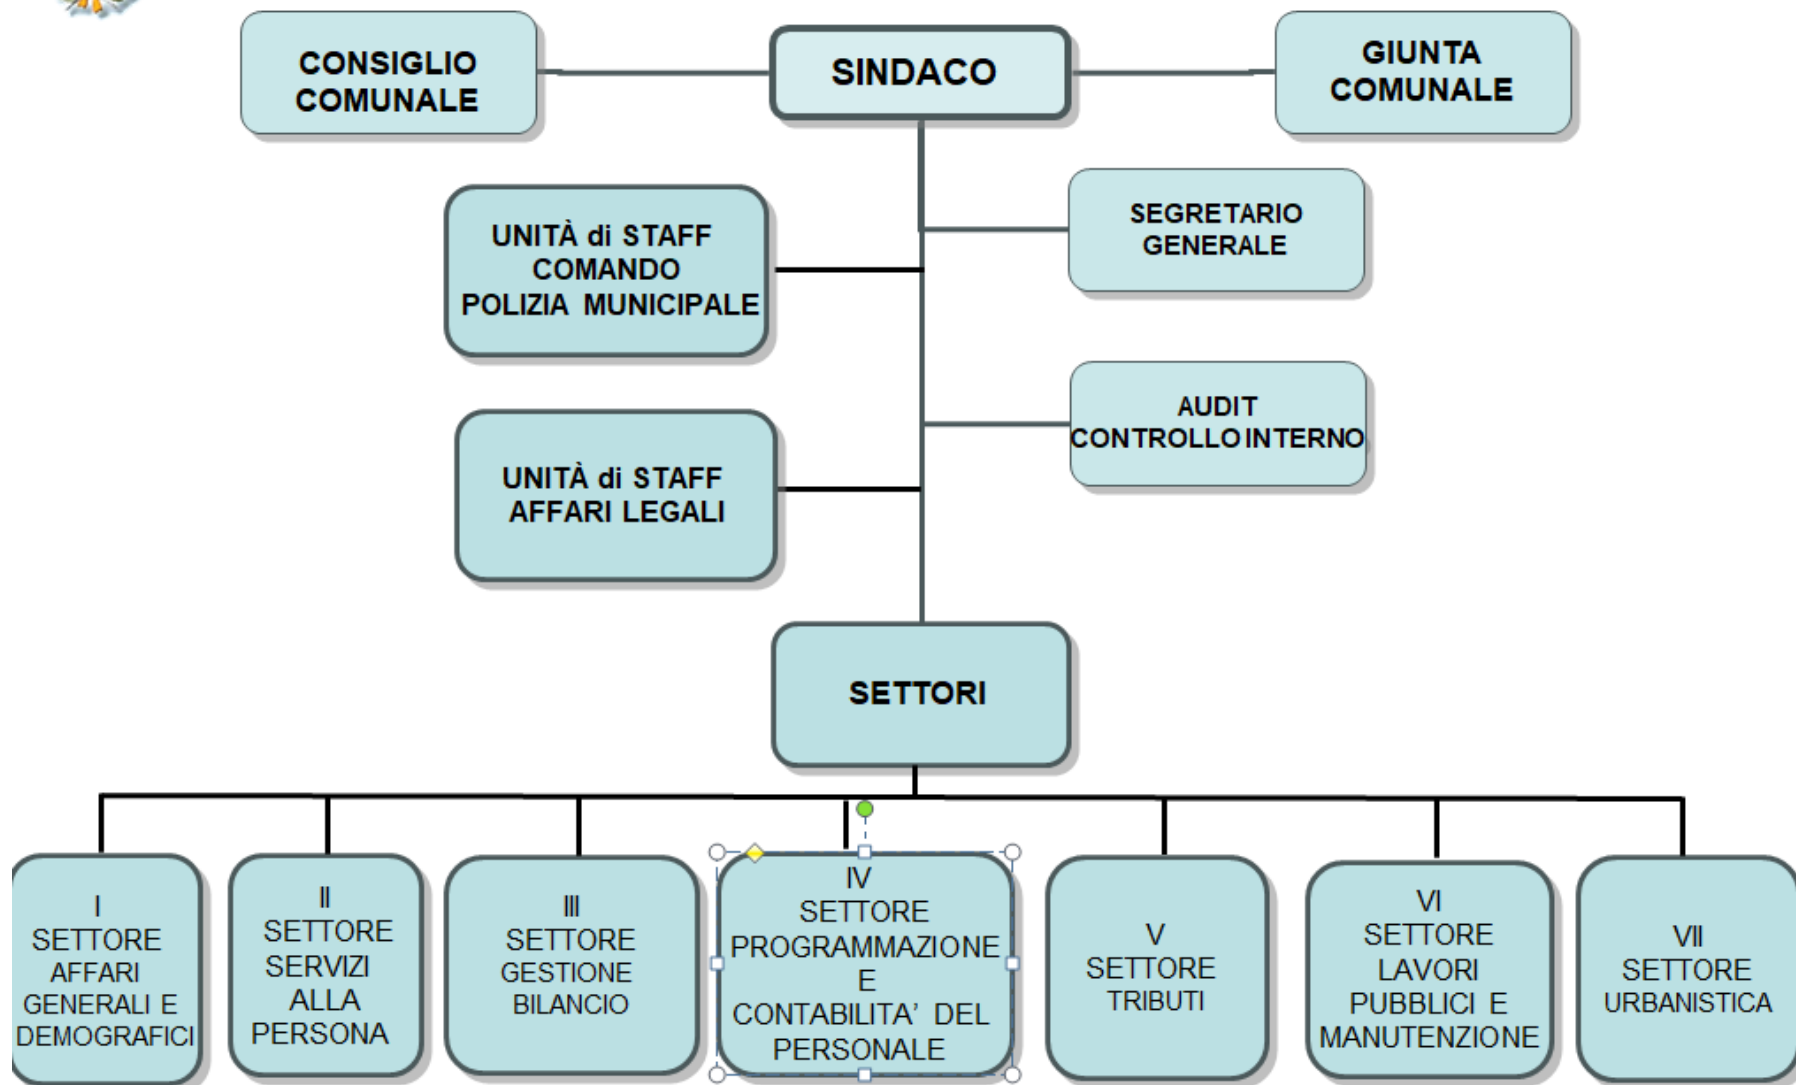 CONSIGLIO
COMUNALE
SINDACO
GIUNTA
COMUNALE
UNITÀ di STAFF
COMANDO
POLIZIA MUNICIPALE
SEGRETARIO
GENERALE
AUDIT
CONTROLLO INTERNO
UNITÀ di STAFF
AFFARI LEGALI
SETTORI
I
SETTORE
AFFARI
GENERALI E
DEMOGRAFICI
II
SETTORE
SERVIZI
ALLA
PERSONA
III
SETTORE
GESTIONE
BILANCIO
IV
SETTORE
PROGRAMMAZIONE
E
CONTABILITA’ DEL
PERSONALE
V
SETTORE
TRIBUTI
VI
SETTORE
LAVORI
PUBBLICI E
MANUTENZIONE
VII
SETTORE
URBANISTICA